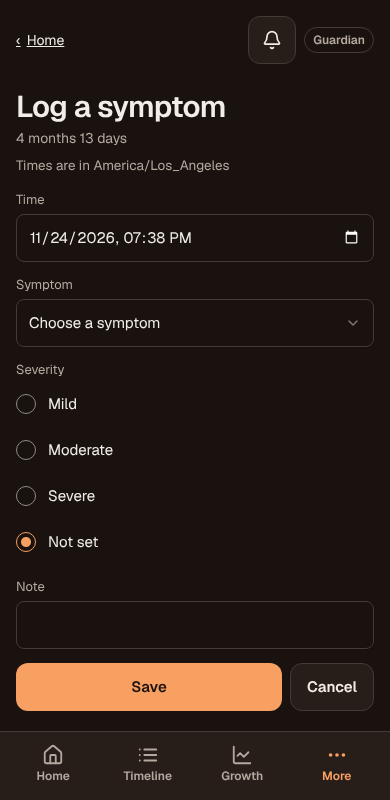 ‹ Home
Guardian
Log a symptom
4 months 13 days
Times are in America/Los_Angeles
Time
11/24/2026, 07:38 PM
Symptom
Choose a symptom
Severity
Mild
Moderate
Severe
Not set
Note
Save
Cancel
Home
Timeline
Growth
More